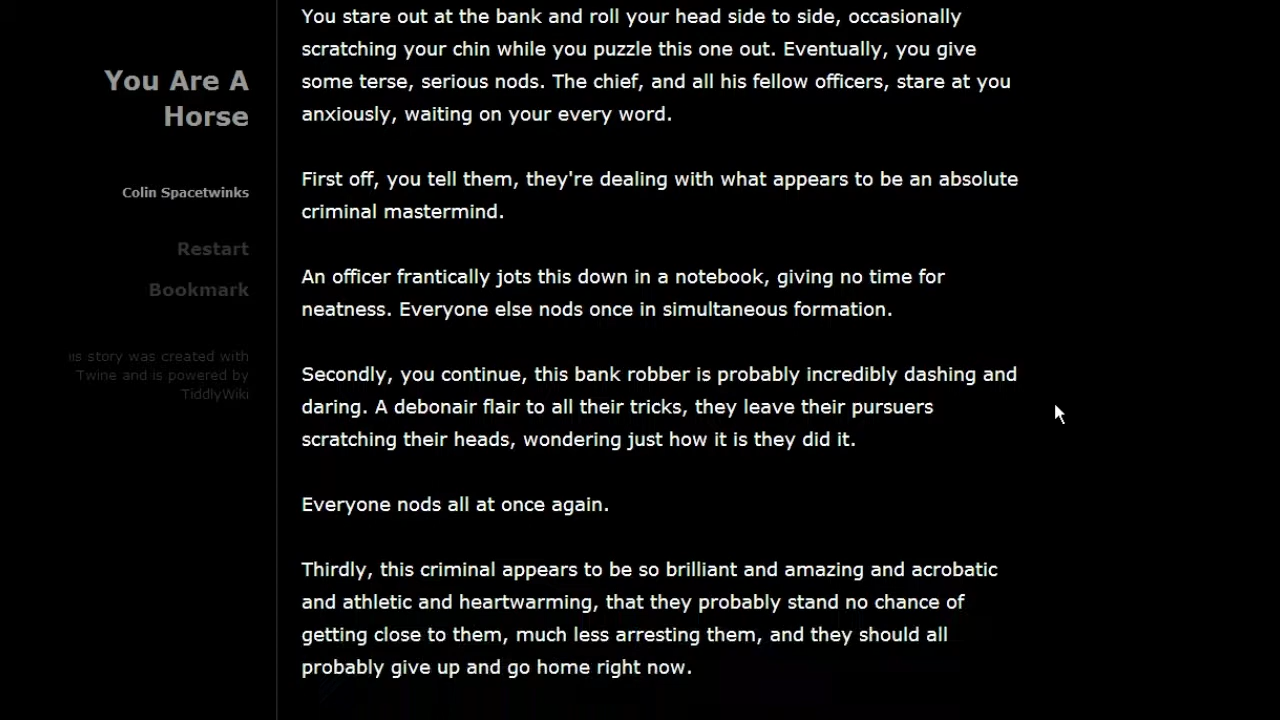 You Are A
Horse
Colin Spacetwinks
Restart
Bookmark
is story was created with
Twine and is powered by
TiddlyWiki
You stare out at the bank and roll your head side to side, occasionally
scratching your chin while you puzzle this one out. Eventually, you give
some terse, serious nods. The chief, and all his fellow officers, stare at you
anxiously, waiting on your every word.
First off, you tell them, they're dealing with what appears to be an absolute
criminal mastermind.
An officer frantically jots this down in a notebook, giving no time for
neatness. Everyone else nods once in simultaneous formation.
Secondly, you continue, this bank robber is probably incredibly dashing and
daring. A debonair flair to all their tricks, they leave their pursuers
scratching their heads, wondering just how it is they did it.
Everyone nods all at once again.
Thirdly, this criminal appears to be so brilliant and amazing and acrobatic
and athletic and heartwarming, that they probably stand no chance of
getting close to them, much less arresting them, and they should all
probably give up and go home right now.